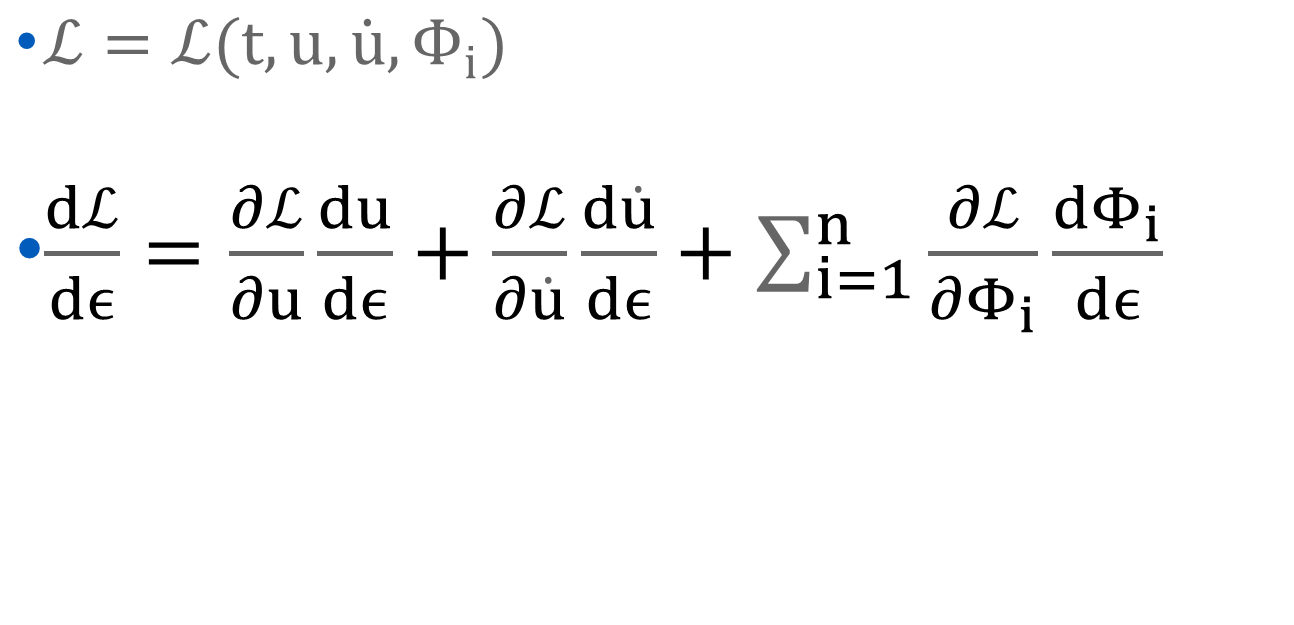 •ℒ = ℒ(t, u, u̇, Φᵢ)
•dℒ/dϵ = ∂ℒ/∂u du/dϵ + ∂ℒ/∂u̇ du̇/dϵ + ∑ⁿᵢ₌₁ ∂ℒ/∂Φᵢ dΦᵢ/dϵ